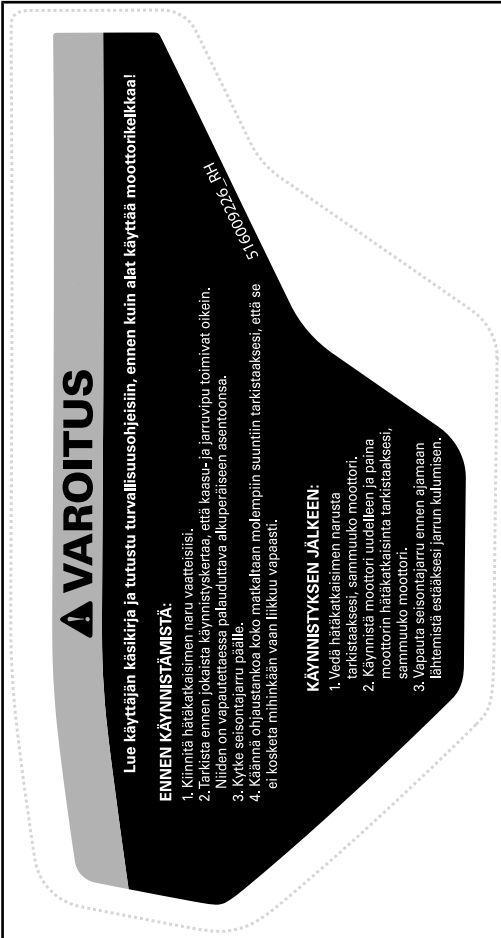 ⚠ VAROITUS
Lue käyttäjän käsikirja ja tutustu turvallisuusohjeisiin, ennen kuin alat käyttää moottorikelkkaa!
ENNEN KÄYNNISTÄMISTÄ:
1. Kiinnitä hätäkatkaisimen naru vaatteisiisi.
2. Tarkista ennen jokaista käynnistyskertaa, että kaasu- ja jarruvipu toimivat oikein.
Niiden on vapautettaessa palauduttava alkuperäiseen asentoonsa.
3. Kytke seisontajarru päälle.
4. Käännä ohjaustankoa koko matkaltaan molempiin suuntiin tarkistaaksesi, että se
ei kosketa mihinkään vaan liikkuu vapaasti.
KÄYNNISTYKSEN JÄLKEEN:
1. Vedä hätäkatkaisimen narusta
tarkistaaksesi, sammuuko moottori.
2. Käynnistä moottori uudelleen ja paina
moottorin hätäkatkaisinta tarkistaaksesi,
sammuuko moottori.
3. Vapauta seisontajarru ennen ajamaan
lähtemistä estääksesi jarrun kulumisen.
516009226_RH